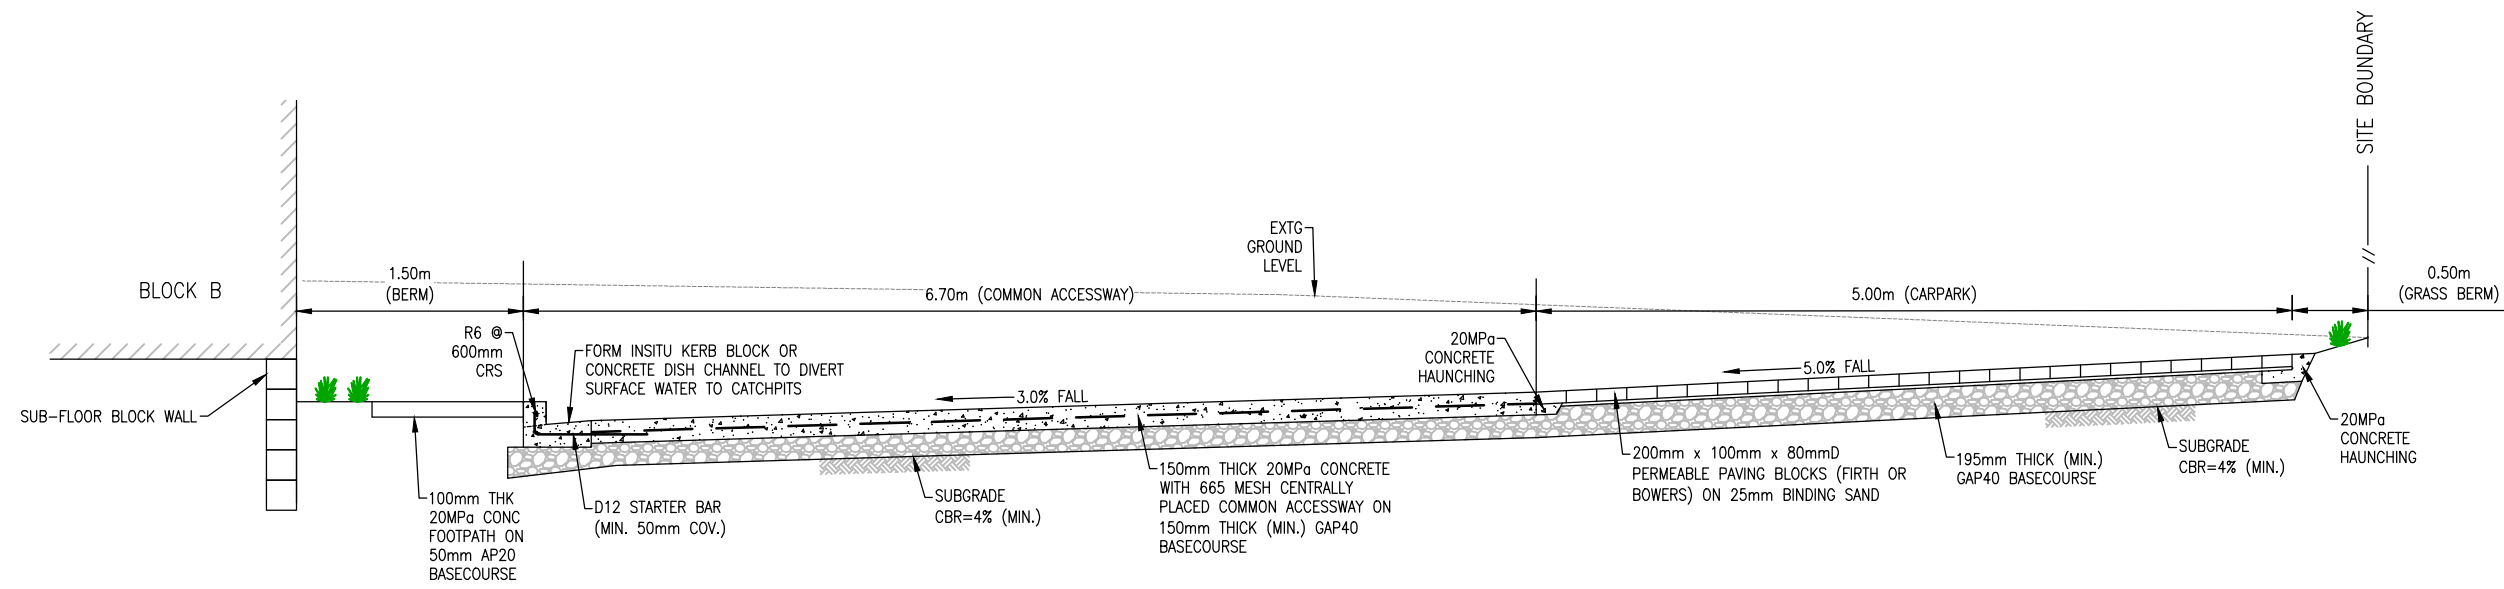 SITE BOUNDARY
EXTG
GROUND
LEVEL
BLOCK B
1.50m
(BERM)
6.70m (COMMON ACCESSWAY)
5.00m (CARPARK)
0.50m
(GRASS BERM)
R6 @
600mm
CRS
FORM INSITU KERB BLOCK OR
CONCRETE DISH CHANNEL TO DIVERT
SURFACE WATER TO CATCHPITS
3.0% FALL
20MPa
CONCRETE
HAUNCHING
5.0% FALL
SUB-FLOOR BLOCK WALL
100mm THK
20MPa CONC
FOOTPATH ON
50mm AP20
BASECOURSE
D12 STARTER BAR
(MIN. 50mm COV.)
SUBGRADE
CBR=4% (MIN.)
150mm THICK 20MPa CONCRETE
WITH 665 MESH CENTRALLY
PLACED COMMON ACCESSWAY ON
150mm THICK (MIN.) GAP40
BASECOURSE
200mm x 100mm x 80mmD
PERMEABLE PAVING BLOCKS (FIRTH OR
BOWERS) ON 25mm BINDING SAND
195mm THICK (MIN.)
GAP40 BASECOURSE
SUBGRADE
CBR=4% (MIN.)
20MPa
CONCRETE
HAUNCHING